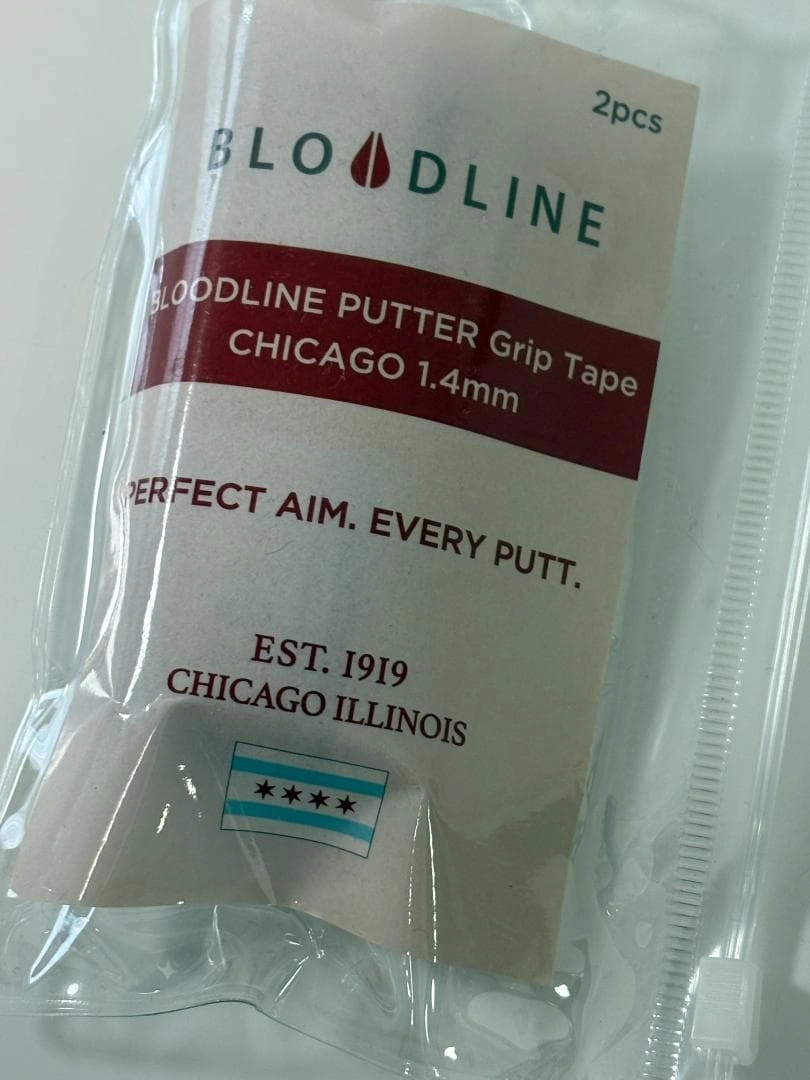 2pcs
BLOODLINE
BLOODLINE PUTTER Grip Tape
CHICAGO 1.4mm
PERFECT AIM. EVERY PUTT.
EST. 1919
CHICAGO ILLINOIS